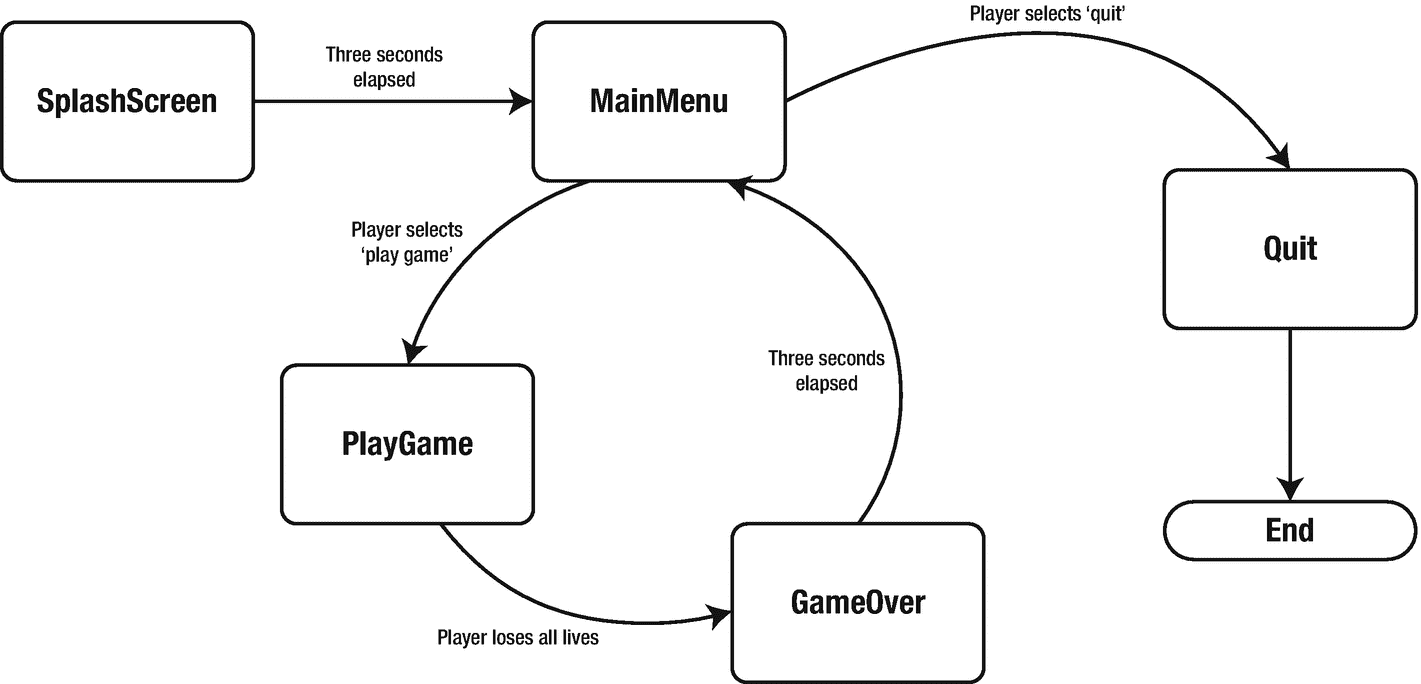 Player selects ‘quit’
Three seconds
elapsed
SplashScreen
MainMenu
Player selects
‘play game’
Quit
Three seconds
elapsed
PlayGame
End
GameOver
Player loses all lives